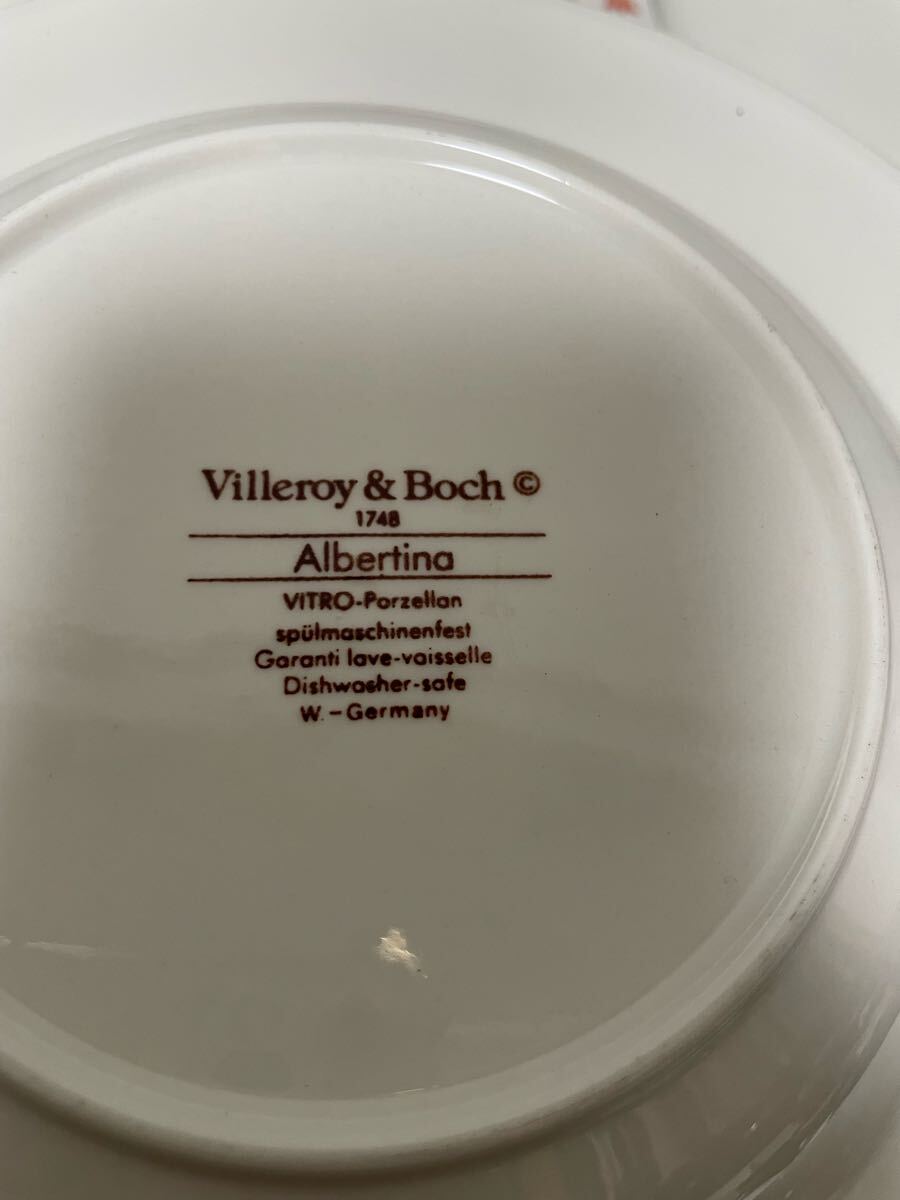 Villeroy & Boch ©
1748
Albertina
VITRO-Porzellan
spülmaschinenfest
Garanti lave-vaisselle
Dishwasher-safe
W.-Germany